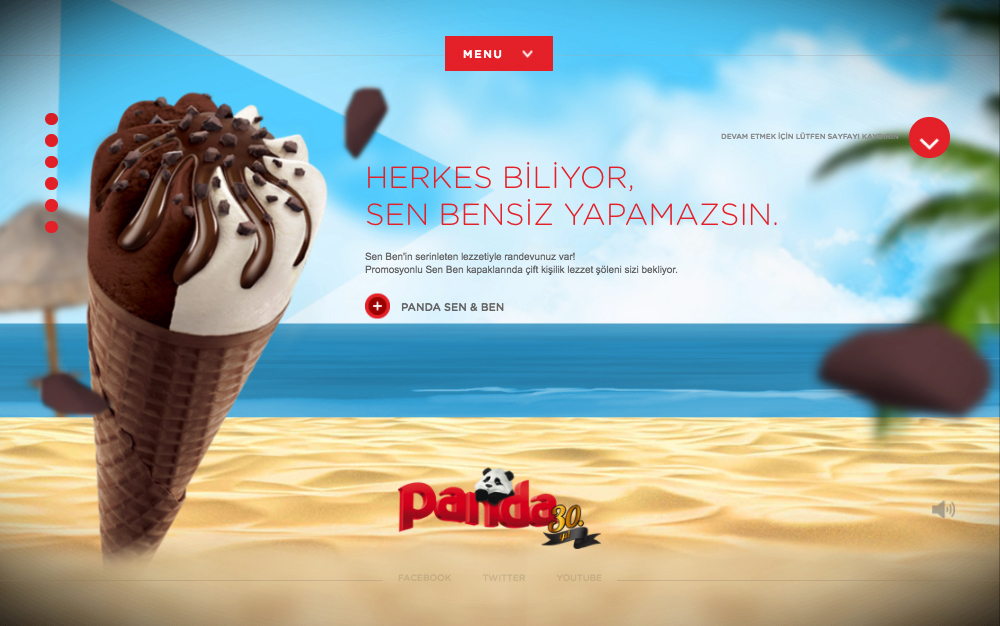 MENU
DEVAM ETMEK İÇİN LÜTFEN SAYFAYI
HERKES BİLİYOR,
SEN BENSİZ YAPAMAZSIN.
Sen Ben'in serinleten lezzetiyle randevunuz var!
Promosyonlu Sen Ben kapaklarında çift kişilik lezzet şöleni sizi bekliyor.
PANDA SEN & BEN
panda
30.
FACEBOOK TWITTER YOUTUBE